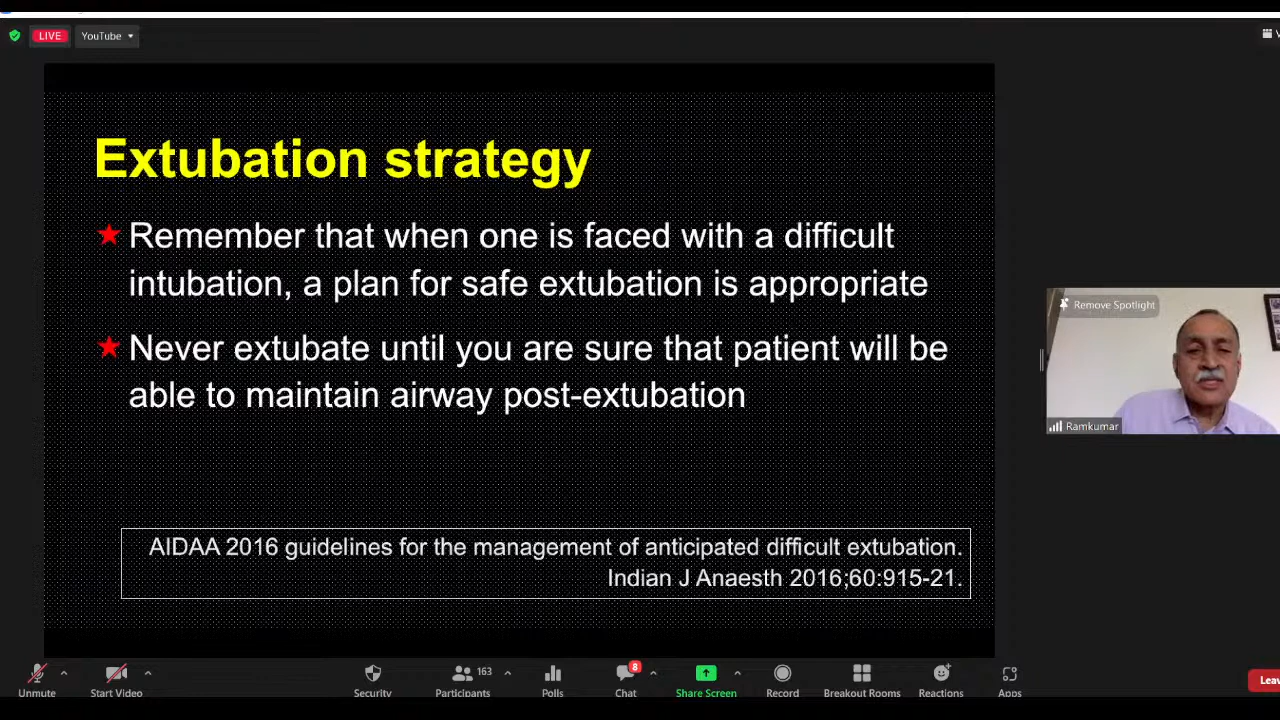 LIVE
YouTube
Extubation strategy
Remember that when one is faced with a difficult
intubation, a plan for safe extubation is appropriate
Never extubate until you are sure that patient will be
able to maintain airway post-extubation
AIDAA 2016 guidelines for the management of anticipated difficult extubation.
Indian J Anaesth 2016;60:915-21.
Remove Spotlight
Ramkumar
163
8
Unmute
Start Video
Security
Participants
Polls
Chat
Share Screen
Record
Breakout Rooms
Reactions
Apps